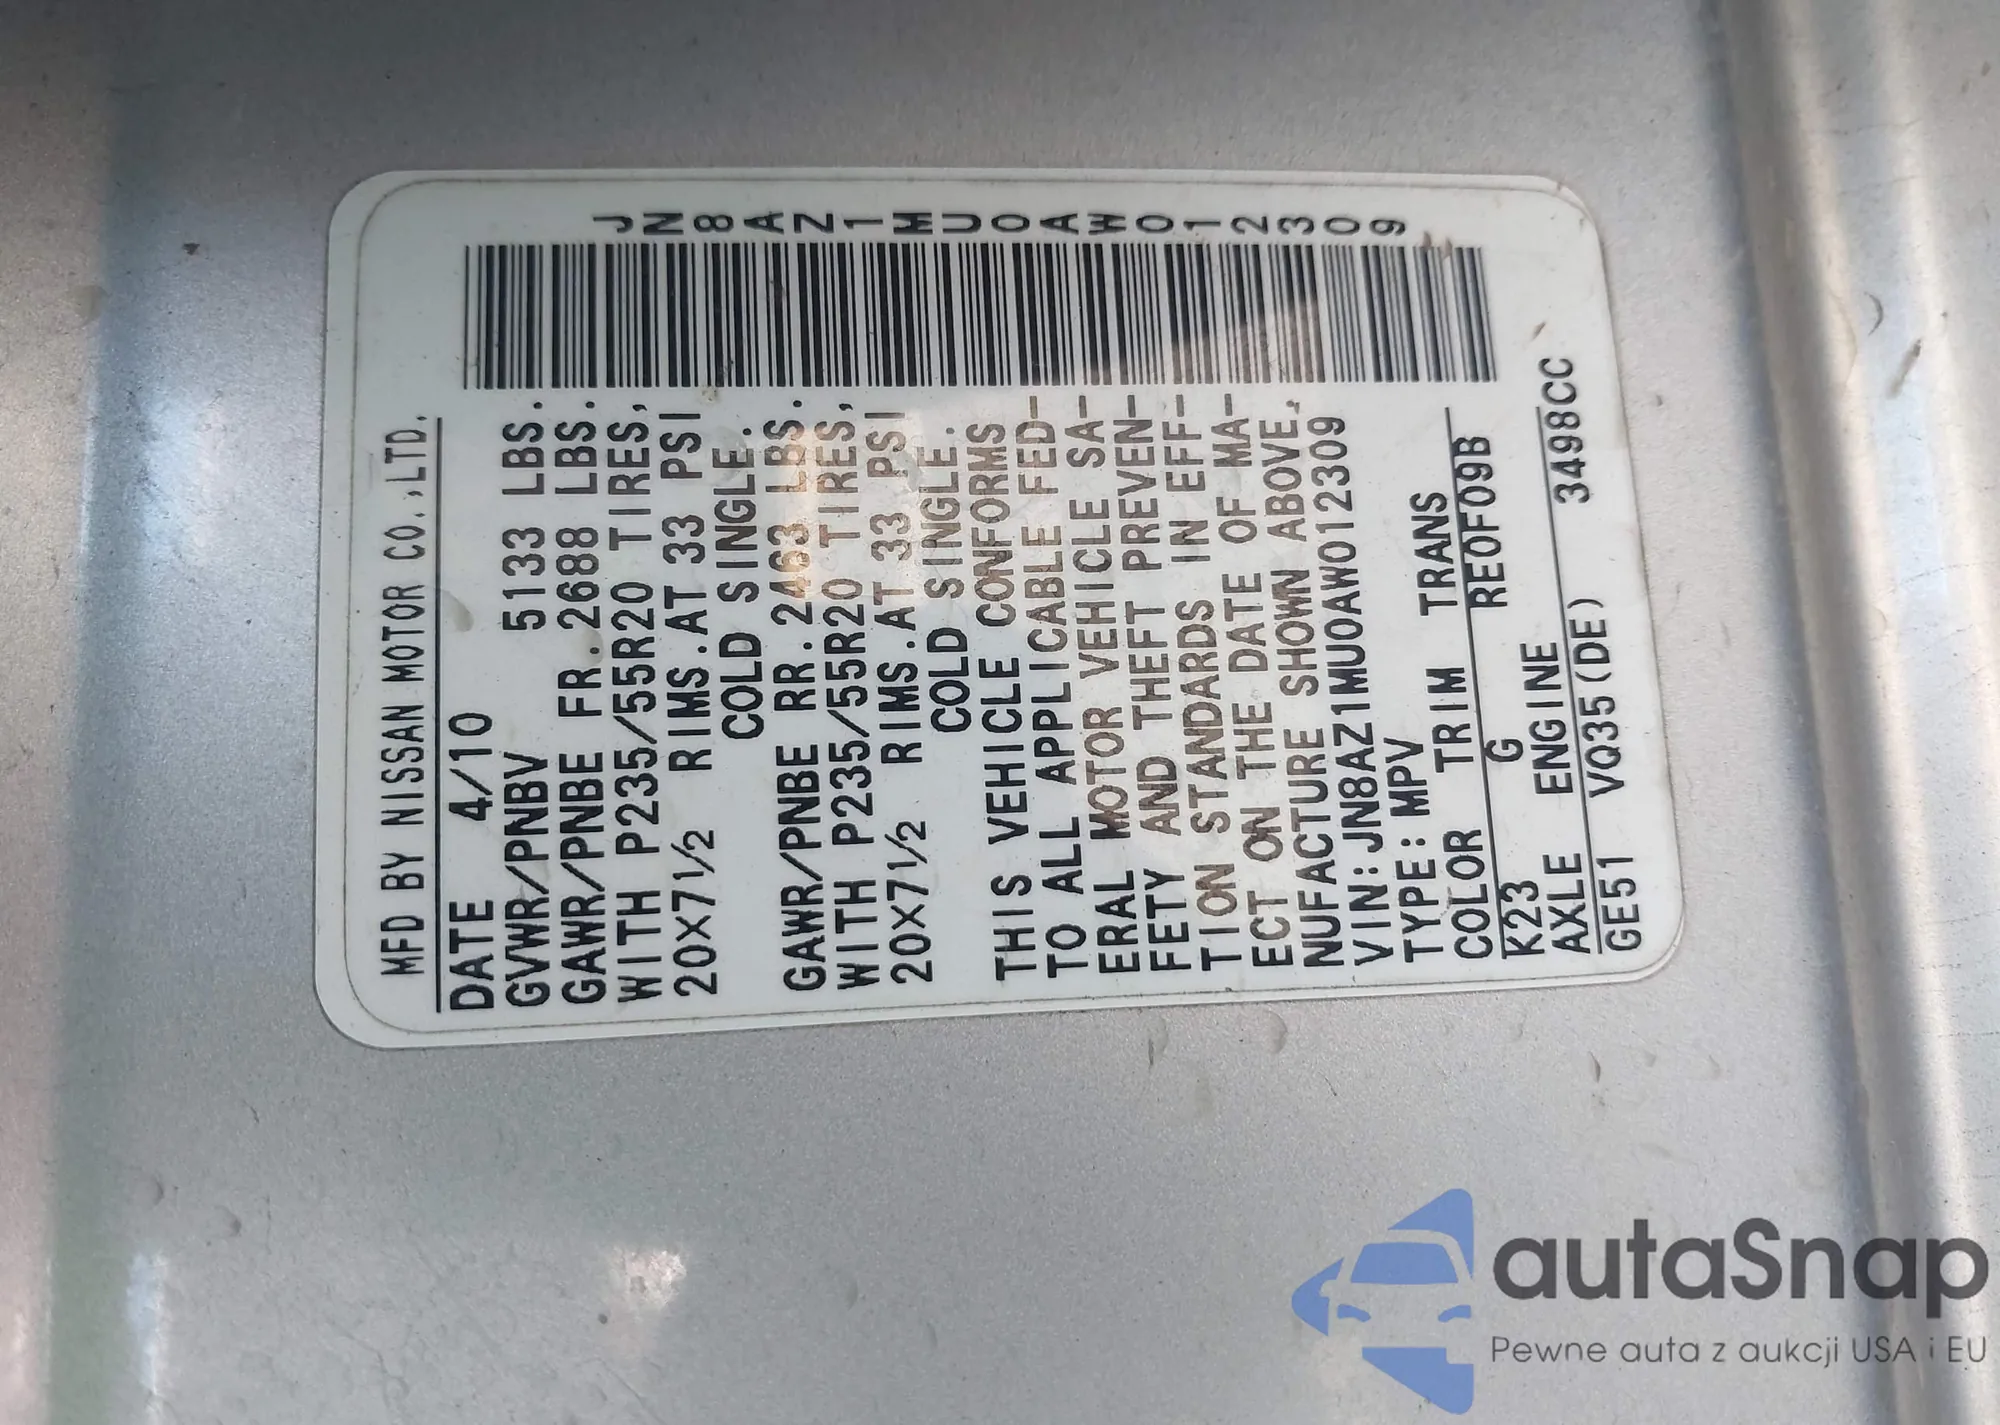 MFD BY NISSAN MOTOR CO.,LTD.
DATE 4/10
GVWR/PNBV 5133 LBS.
GAWR/PNBE FR. 2688 LBS.
WITH P235/55R20 TIRES,
20X7½ RIMS.AT 33 PSI
COLD SINGLE.
GAWR/PNBE RR. 2463 LBS.
WITH P235/55R20 TIRES,
20X7½ RIMS.AT 33 PSI
COLD SINGLE.
THIS VEHICLE CONFORMS
TO ALL APPLICABLE FED-
ERAL MOTOR VEHICLE SA-
FETY AND THEFT PREVEN-
TION STANDARDS IN EFF-
ECT ON THE DATE OF MA-
NUFACTURE SHOWN ABOVE.
VIN: JN8AZ1MU0AW012309
TYPE: MPV
COLOR TRIM TRANS
K23 G RE0F09B
AXLE ENGINE
GE51 VQ35(DE) 3498CC
JN8AZ1MU0AW012309
autaSnap
Pewne auta z aukcji USA i EU